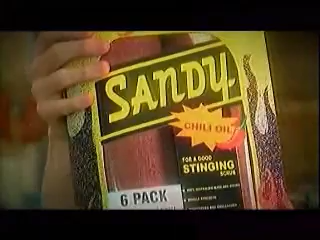 SANDY
CHILI OIL
FOR A GOOD
STINGING
SCRUB
6 PACK